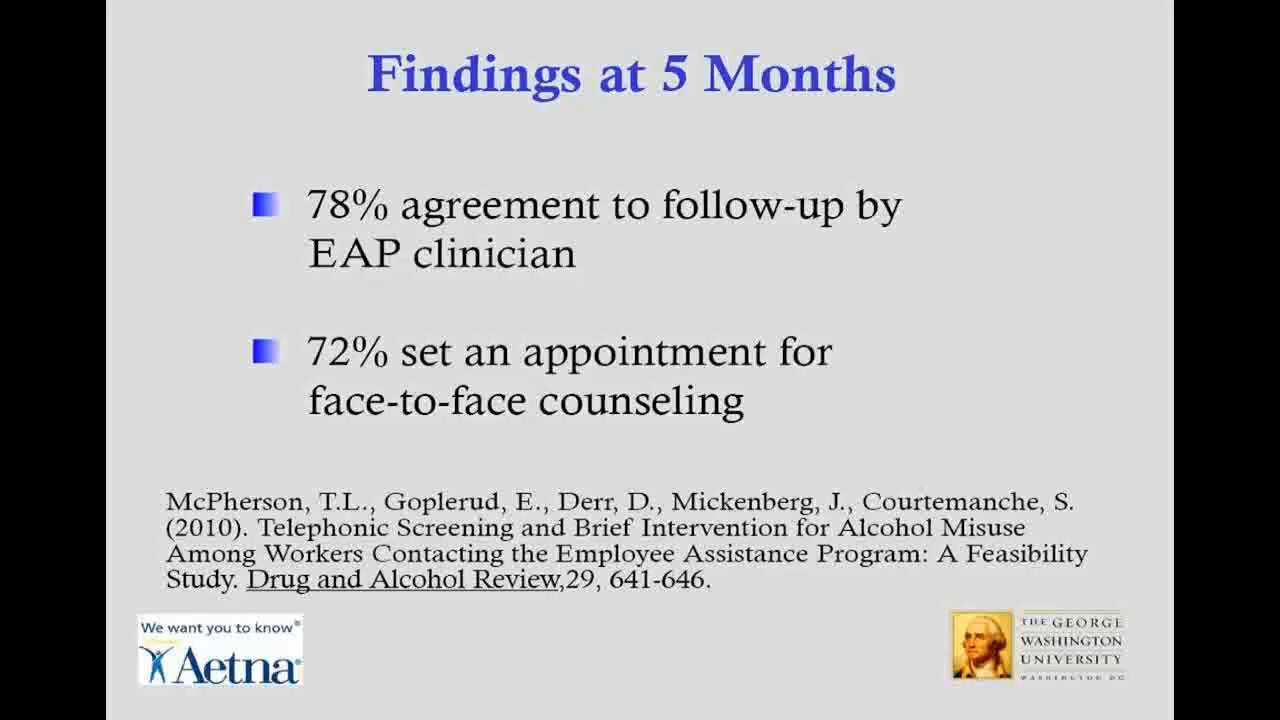 Findings at 5 Months
78% agreement to follow-up by
EAP clinician
72% set an appointment for
face-to-face counseling
McPherson, T.L., Goplerud, E., Derr, D., Mickenberg, J., Courtemanche, S.
(2010). Telephonic Screening and Brief Intervention for Alcohol Misuse
Among Workers Contacting the Employee Assistance Program: A Feasibility
Study. Drug and Alcohol Review,29, 641-646.
We want you to know®
Aetna®
THE GEORGE
WASHINGTON
UNIVERSITY
WASHINGTON DC